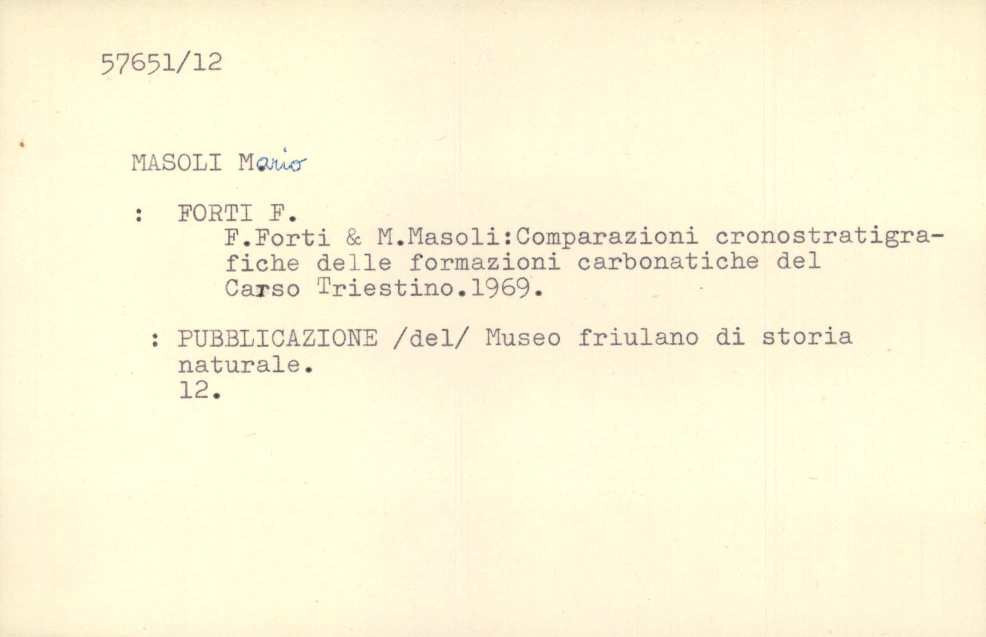 57651/12
MASOLI Mario
: FORTI F.
F.Forti & M.Masoli:Comparazioni cronostratigra-
fiche delle formazioni carbonatiche del
Carso Triestino.1969.
: PUBBLICAZIONE /del/ Museo friulano di storia
naturale.
12.